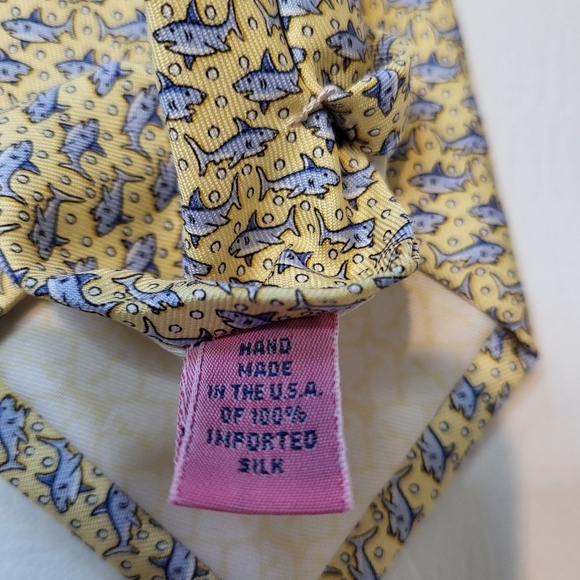 HAND
MADE
IN THE U.S.A.
OF 100%
IMPORTED
SILK